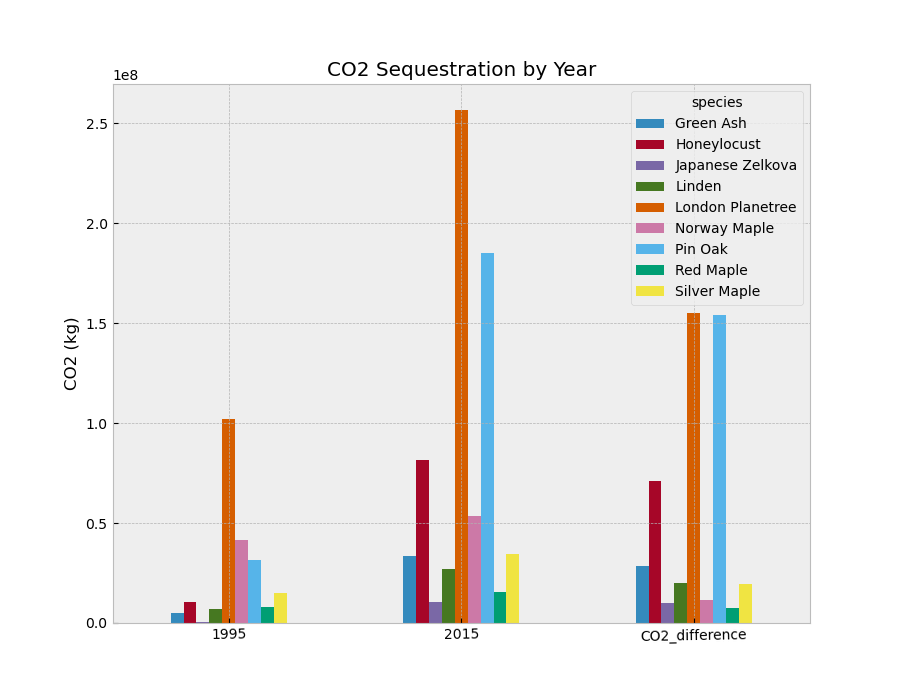 CO2 Sequestration by Year
1e8
species
Green Ash
Honeylocust
Japanese Zelkova
Linden
London Planetree
Norway Maple
Pin Oak
Red Maple
Silver Maple
2.5
2.0
1.5
1.0
0.5
0.0
CO2 (kg)
1995 2015 CO2_difference